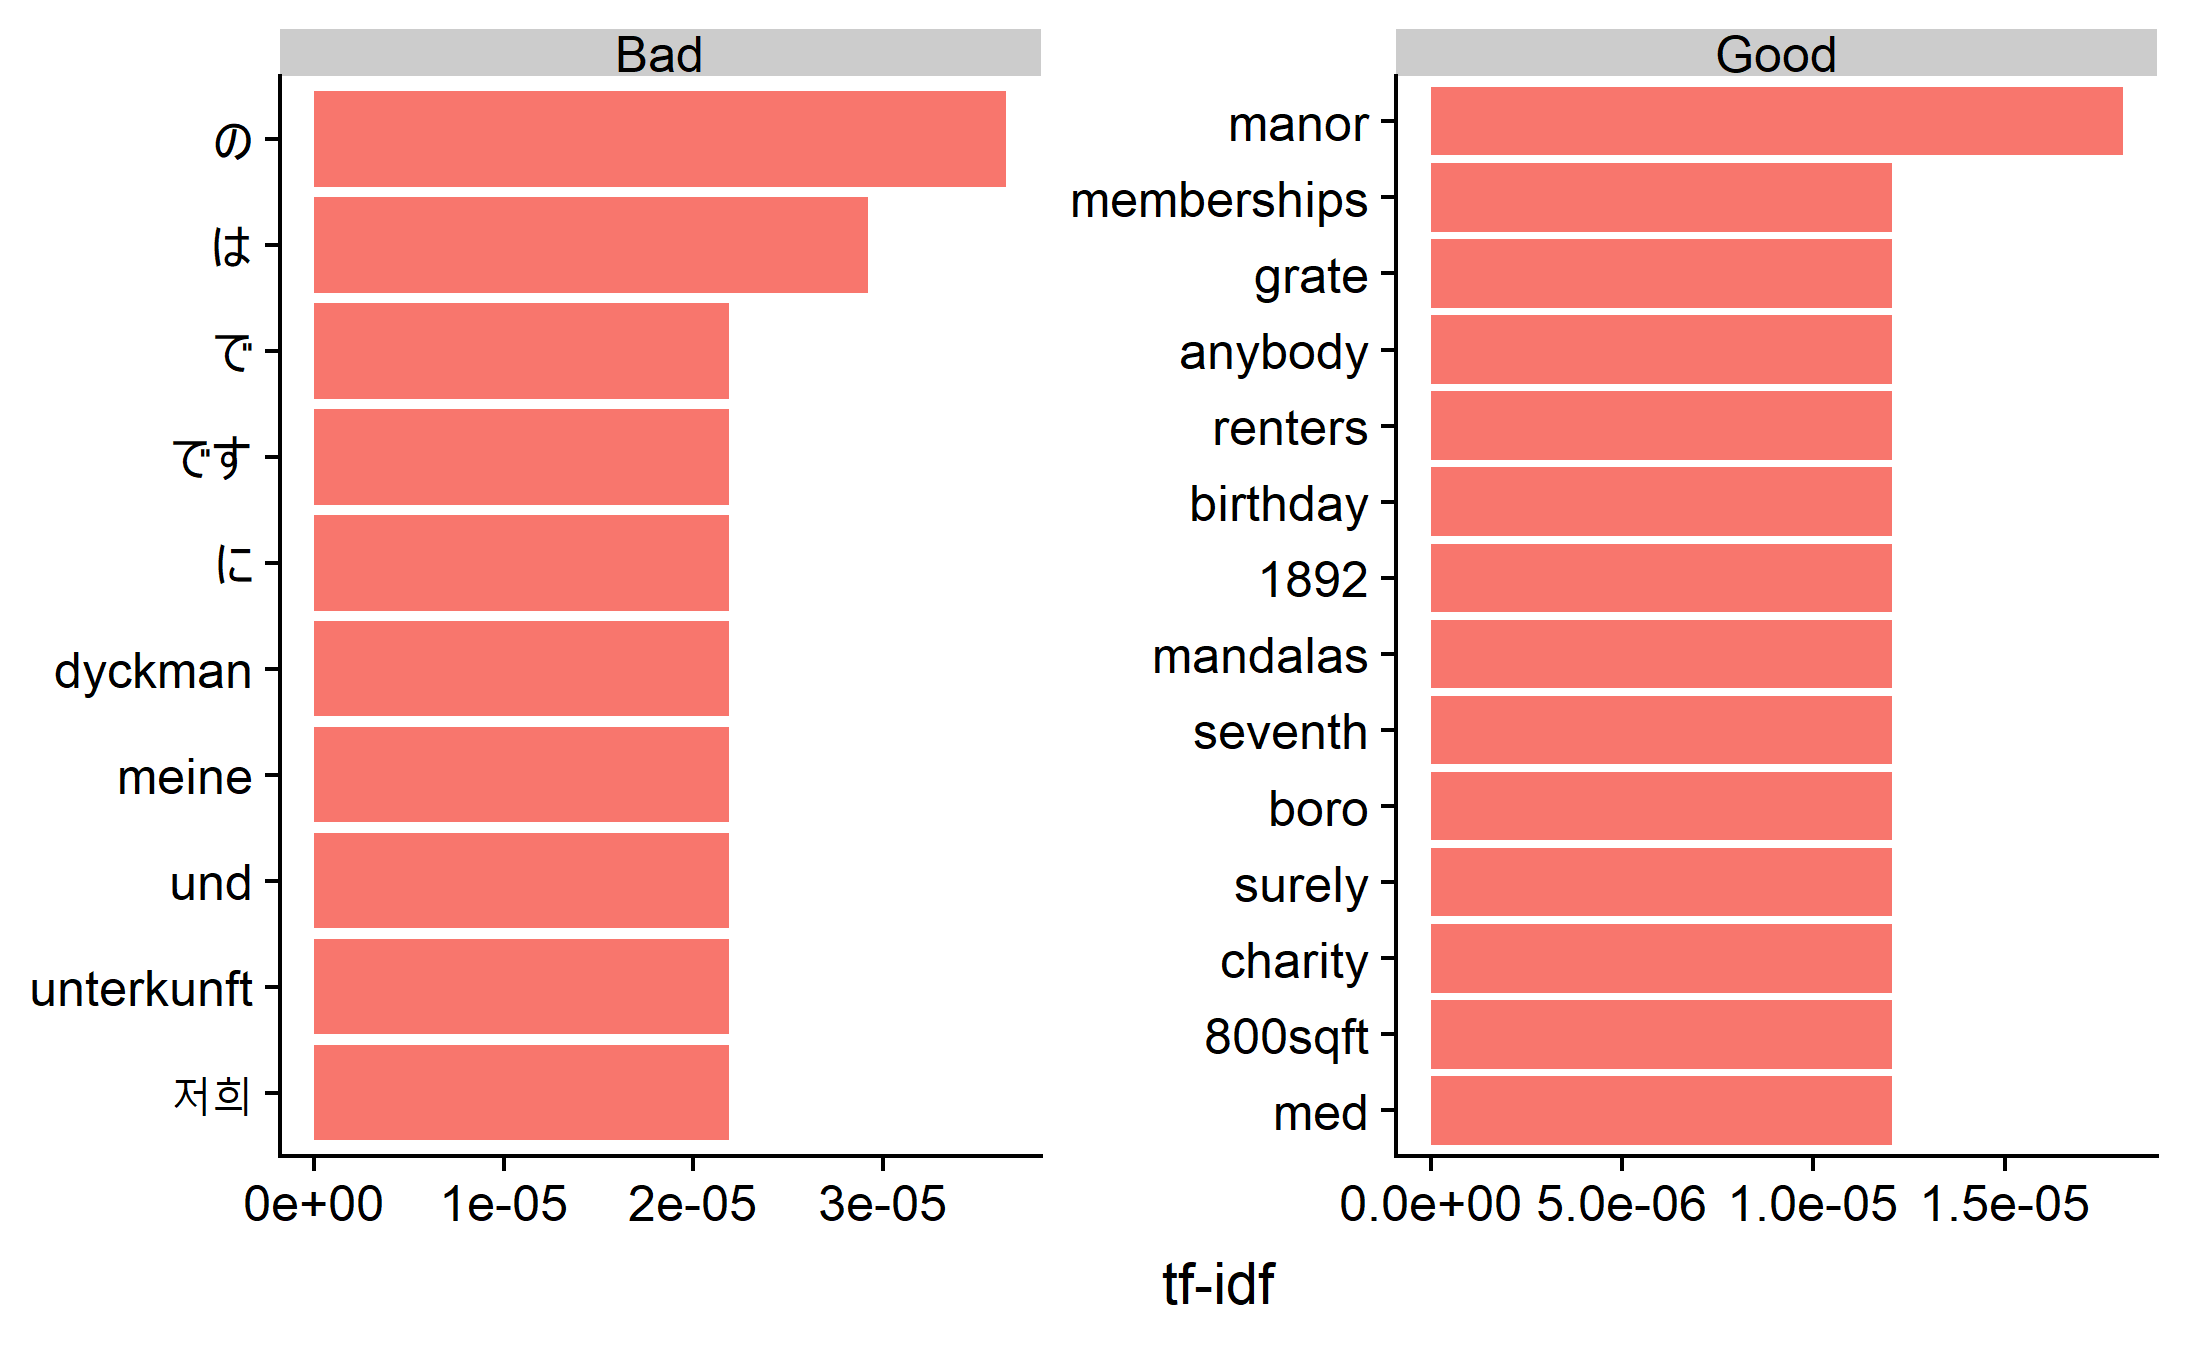 Bad
の
は
で
です
に
dyckman
meine
und
unterkunft
저희
0e+00 1e-05 2e-05 3e-05
Good
manor
memberships
grate
anybody
renters
birthday
1892
mandalas
seventh
boro
surely
charity
800sqft
med
0.0e+00 5.0e-06 1.0e-05 1.5e-05
tf-idf